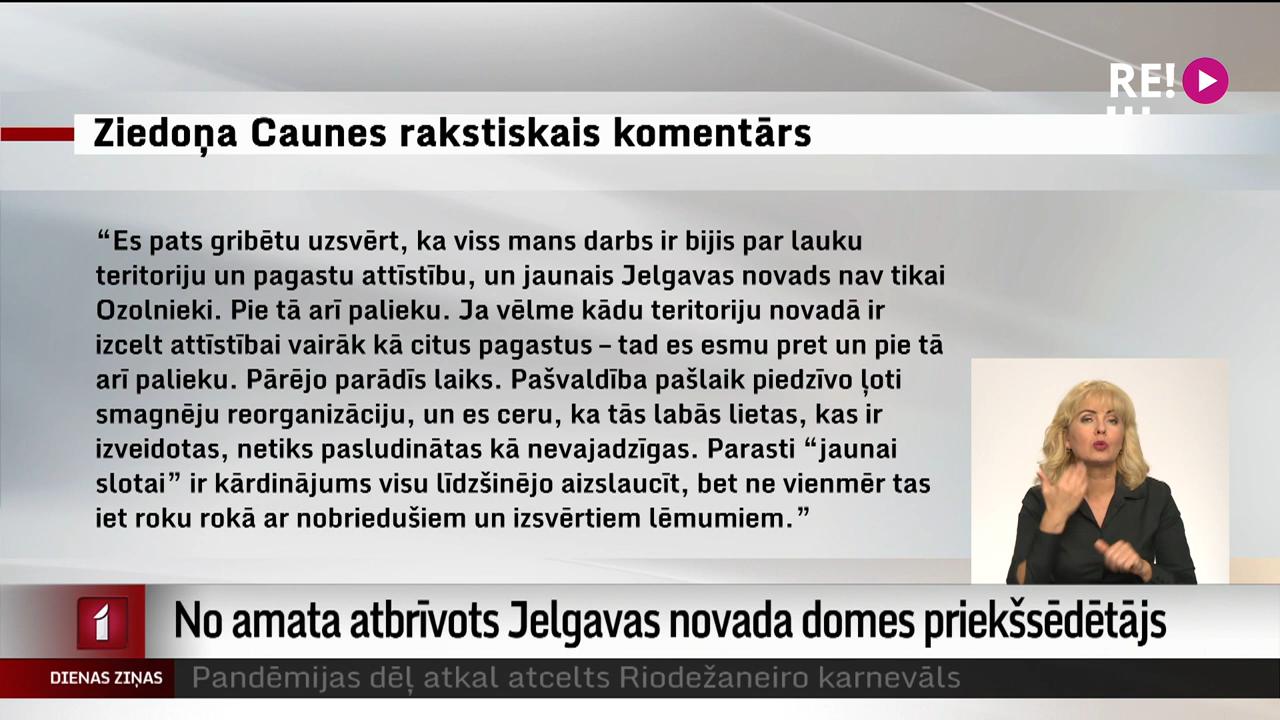 RE!
Ziedoņa Caunes rakstiskais komentārs
“Es pats gribētu uzsvērt, ka viss mans darbs ir bijis par lauku
teritoriju un pagastu attīstību, un jaunais Jelgavas novads nav tikai
Ozolnieki. Pie tā arī palieku. Ja vēlme kādu teritoriju novadā ir
izcelt attīstībai vairāk kā citus pagastus – tad es esmu pret un pie tā
arī palieku. Pārējo parādīs laiks. Pašvaldība pašlaik piedzīvo ļoti
smagnēju reorganizāciju, un es ceru, ka tās labās lietas, kas ir
izveidotas, netiks pasludinātas kā nevajadzīgas. Parasti “jaunai
slotai” ir kārdinājums visu līdzšinējo aizslaucīt, bet ne vienmēr tas
iet roku rokā ar nobriedušiem un izsvērtiem lēmumiem.”
1 No amata atbrīvots Jelgavas novada domes priekšsēdētājs
DIENAS ZIŅAS Pandēmijas dēļ atkal atcelts Riodežaneiro karnevāls